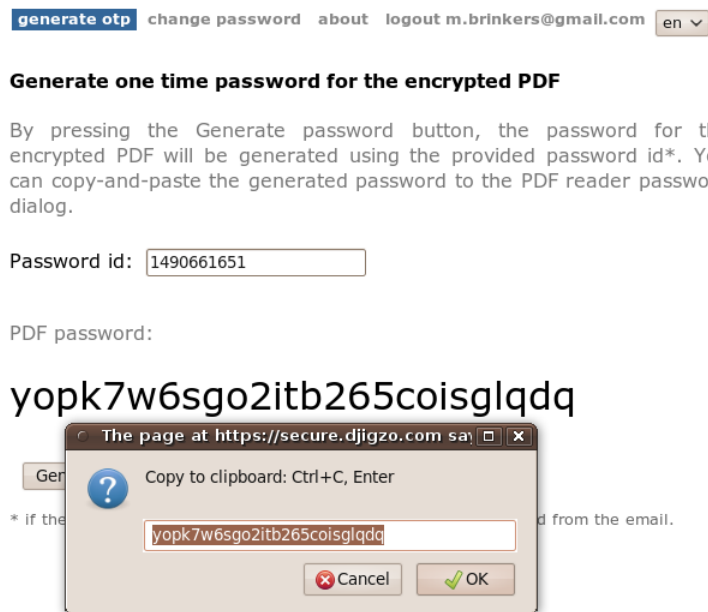 generate otp change password about logout m.brinkers@gmail.com en
Generate one time password for the encrypted PDF
By pressing the Generate password button, the password for
encrypted PDF will be generated using the provided password id*.
can copy-and-paste the generated password to the PDF reader
dialog.
Password id: 1490661651
PDF password:
yopk7w6sgo2itb265coisglqdq
The page at https://secure.djigzo.com
Copy to clipboard: Ctrl+C, Enter
* if the
from the email.
yopk7w6sgo2itb265coisglqdq
Cancel OK